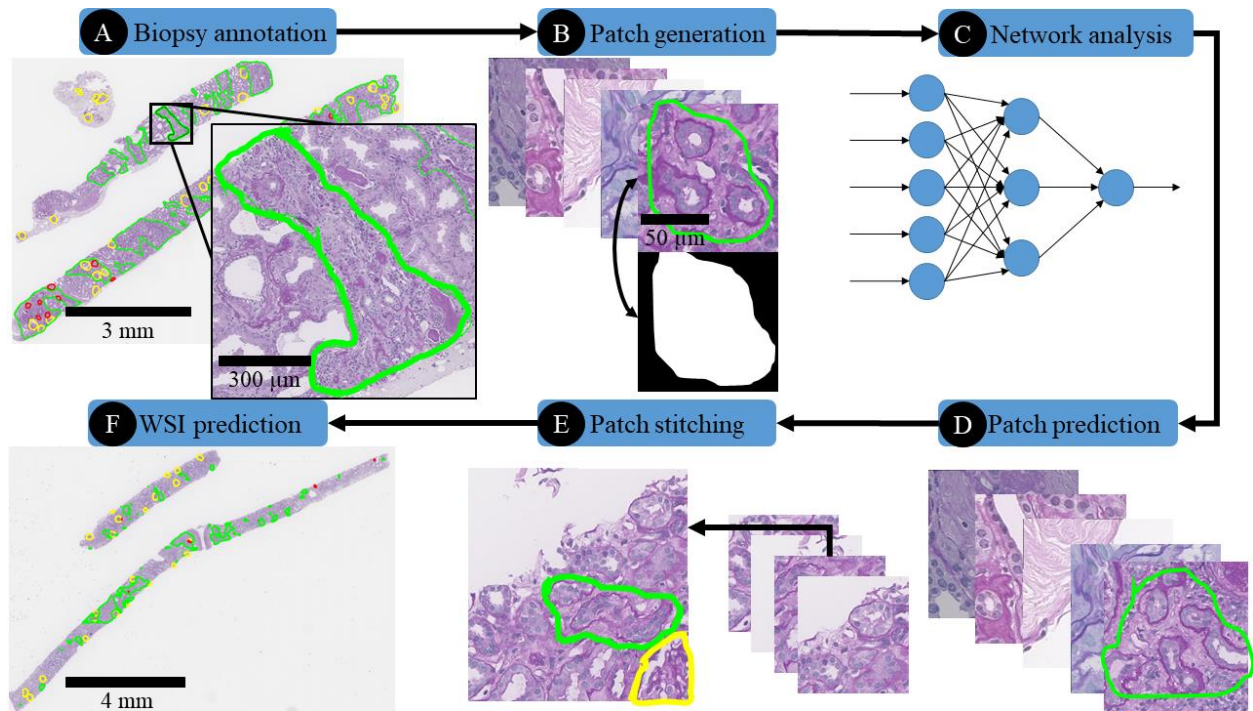 A Biopsy annotation
B Patch generation
C Network analysis
3 mm
300 µm
50 µm
F WSI prediction
E Patch stitching
D Patch prediction
4 mm